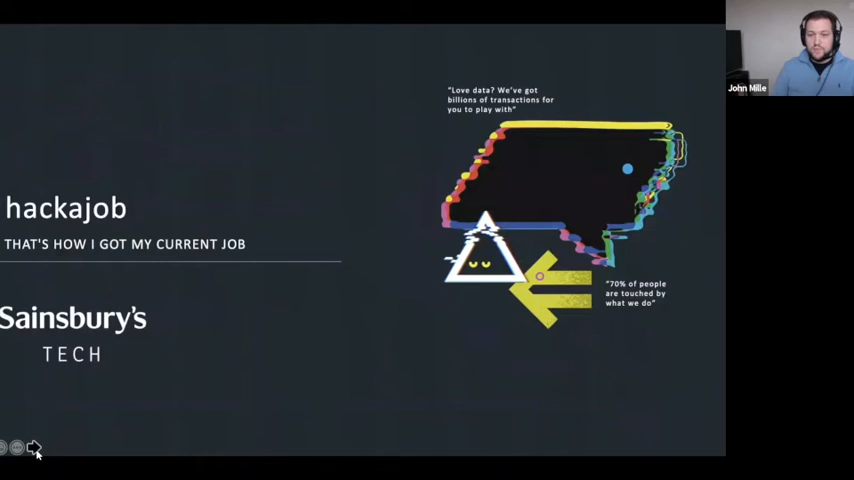 John Mille
"Love data? We've got
billions of transactions for
you to play with"
hackajob
THAT'S HOW I GOT MY CURRENT JOB
"70% of people
are touched by
what we do"
Sainsbury's
TECH